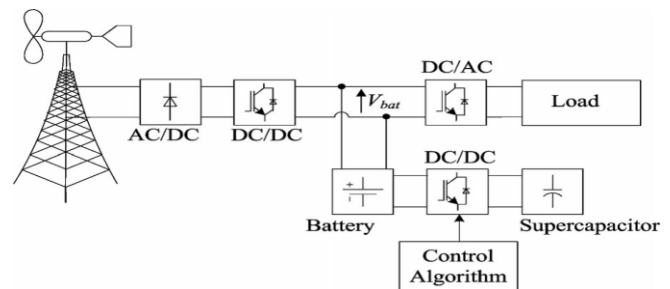 DC/AC
V_bat
Load
AC/DC
DC/DC
DC/DC
+
Battery
Supercapacitor
Control
Algorithm